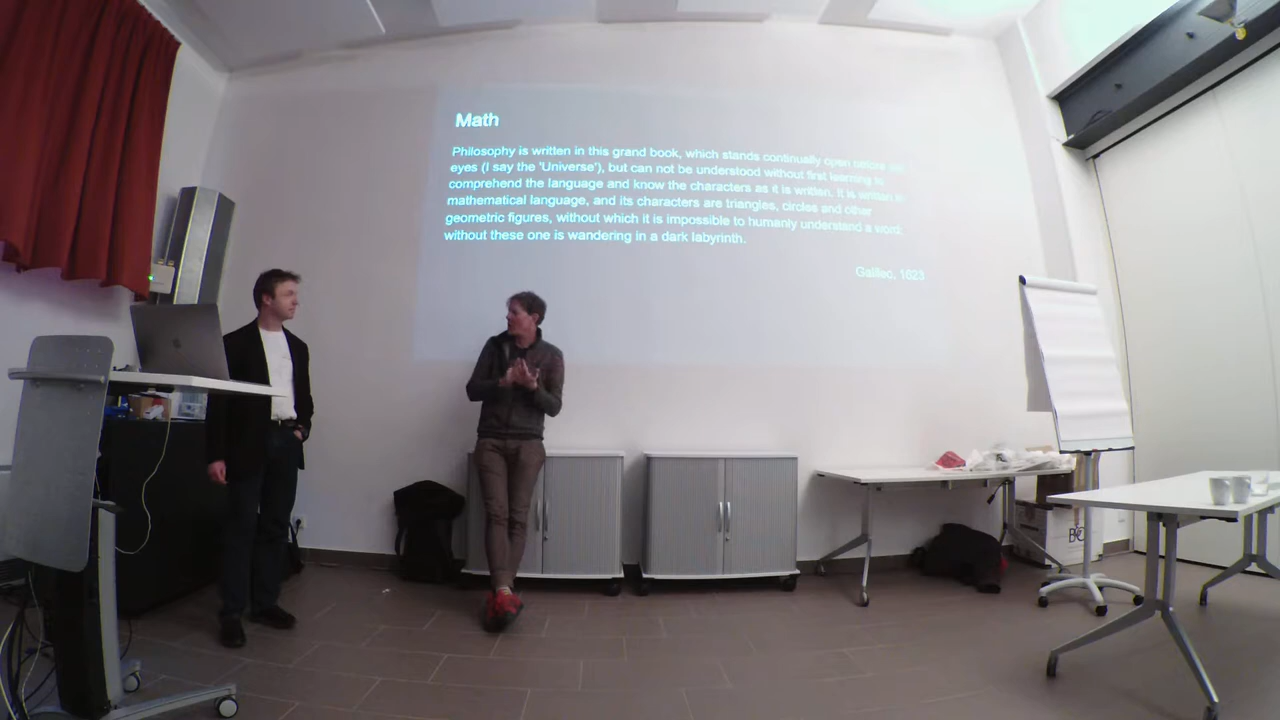 Math
Philosophy is written in this grand book, which stands continually open before
eyes (I say the 'Universe'), but can not be understood without first learning to
comprehend the language and know the characters as it is written. It is written in
mathematical language, and its characters are triangles, circles and other
geometric figures, without which it is impossible to humanly understand a word;
without these one is wandering in a dark labyrinth.
Galileo, 1623